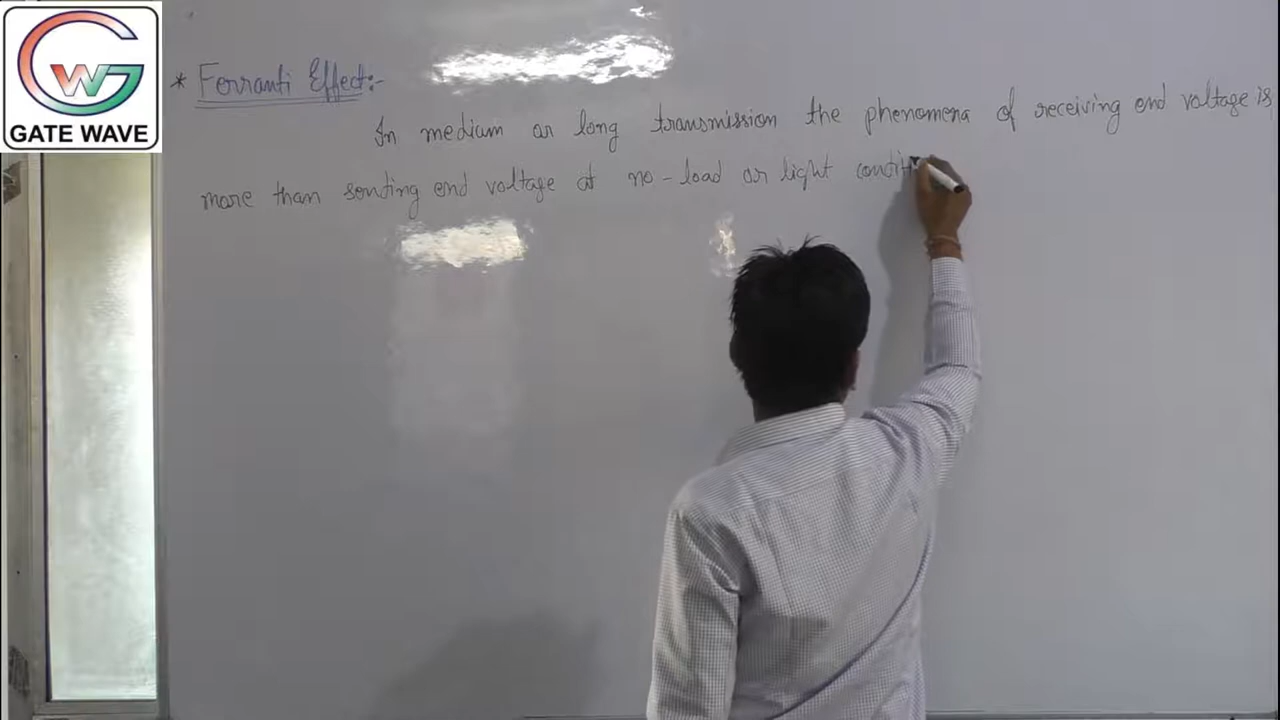 GATE WAVE
* Ferranti Effect:-
In medium or long transmission the phenomena of receiving end voltage is
more than sending end voltage at no-load or light